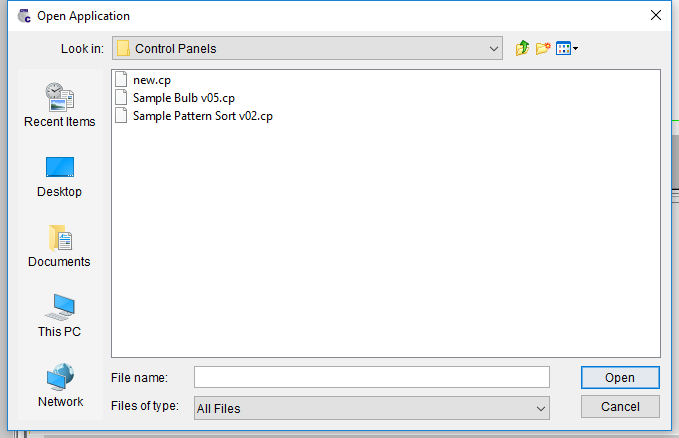 Open Application
Look in: Control Panels
new.cp
Sample Bulb v05.cp
Sample Pattern Sort v02.cp
Recent Items
Desktop
Documents
This PC
Network
File name: Open
Files of type: All Files Cancel